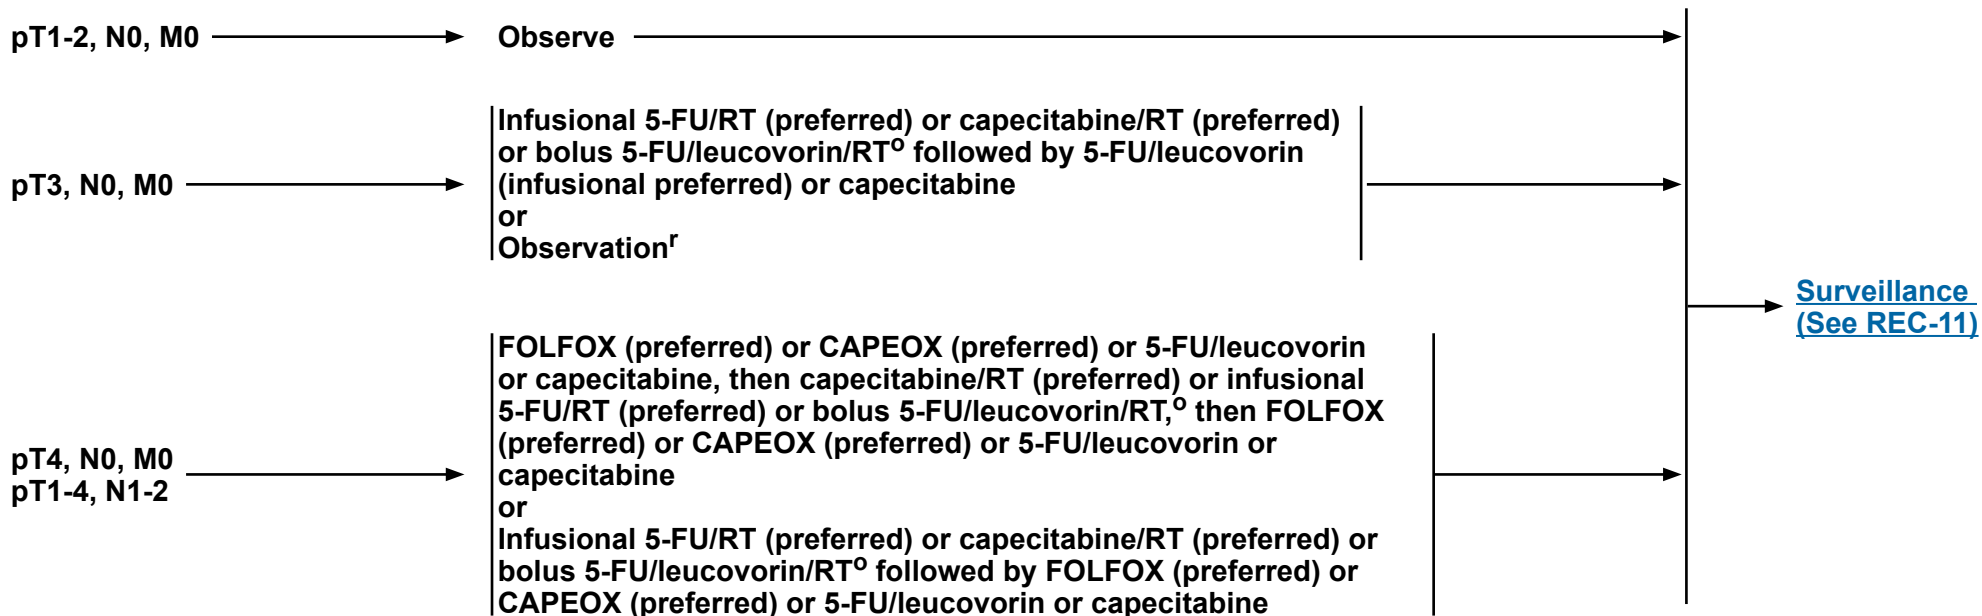 pT1-2, N0, M0
Observe
pT3, N0, M0
Infusional 5-FU/RT (preferred) or capecitabine/RT (preferred)
or bolus 5-FU/leucovorin/RTº followed by 5-FU/leucovorin
(infusional preferred) or capecitabine
or
Observationʳ
pT4, N0, M0
pT1-4, N1-2
FOLFOX (preferred) or CAPEOX (preferred) or 5-FU/leucovorin
or capecitabine, then capecitabine/RT (preferred) or infusional
5-FU/RT (preferred) or bolus 5-FU/leucovorin/RT,º then FOLFOX
(preferred) or CAPEOX (preferred) or 5-FU/leucovorin or
capecitabine
or
Infusional 5-FU/RT (preferred) or capecitabine/RT (preferred) or
bolus 5-FU/leucovorin/RTº followed by FOLFOX (preferred) or
CAPEOX (preferred) or 5-FU/leucovorin or capecitabine
Surveillance
(See REC-11)